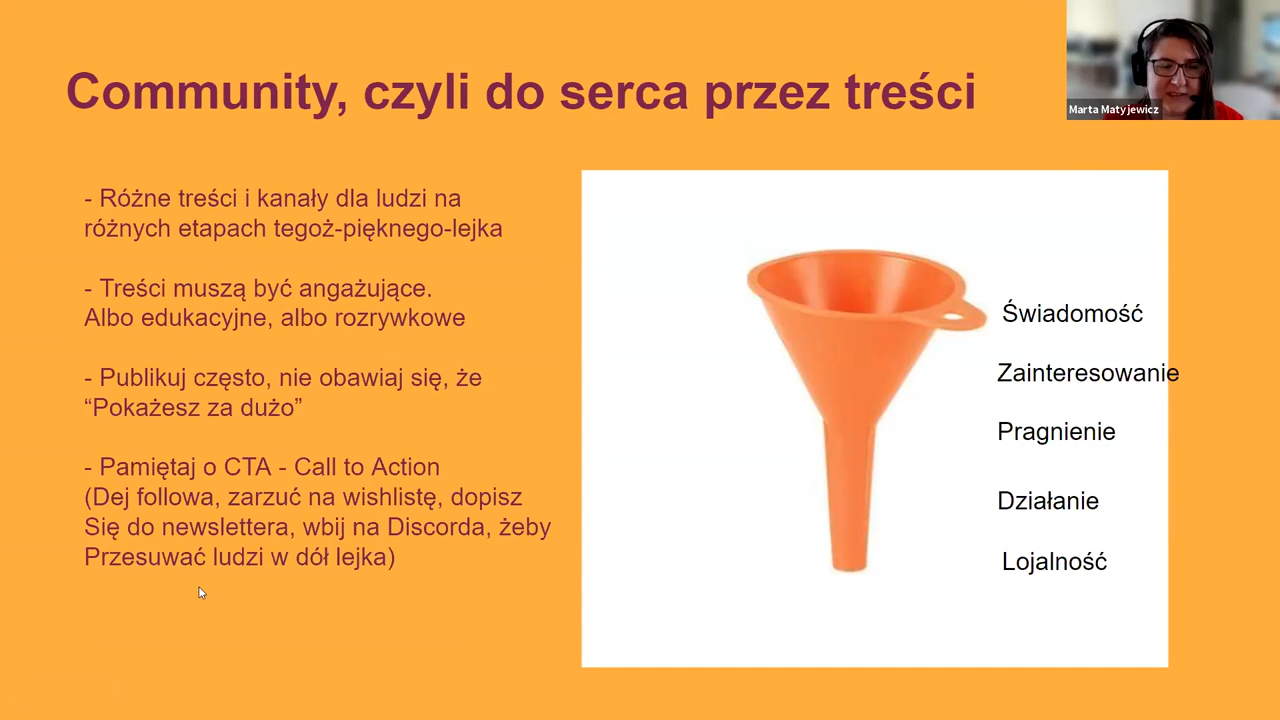 Community, czyli do serca przez treści
Marta Matyjewicz
- Różne treści i kanały dla ludzi na
różnych etapach tegoż-pięknego-lejka
- Treści muszą być angażujące.
Albo edukacyjne, albo rozrywkowe
- Publikuj często, nie obawiaj się, że
“Pokażesz za dużo”
- Pamiętaj o CTA - Call to Action
(Dej followa, zarzuć na wishlistę, dopisz
Się do newslettera, wbij na Discorda, żeby
Przesuwać ludzi w dół lejka)
Świadomość
Zainteresowanie
Pragnienie
Działanie
Lojalność